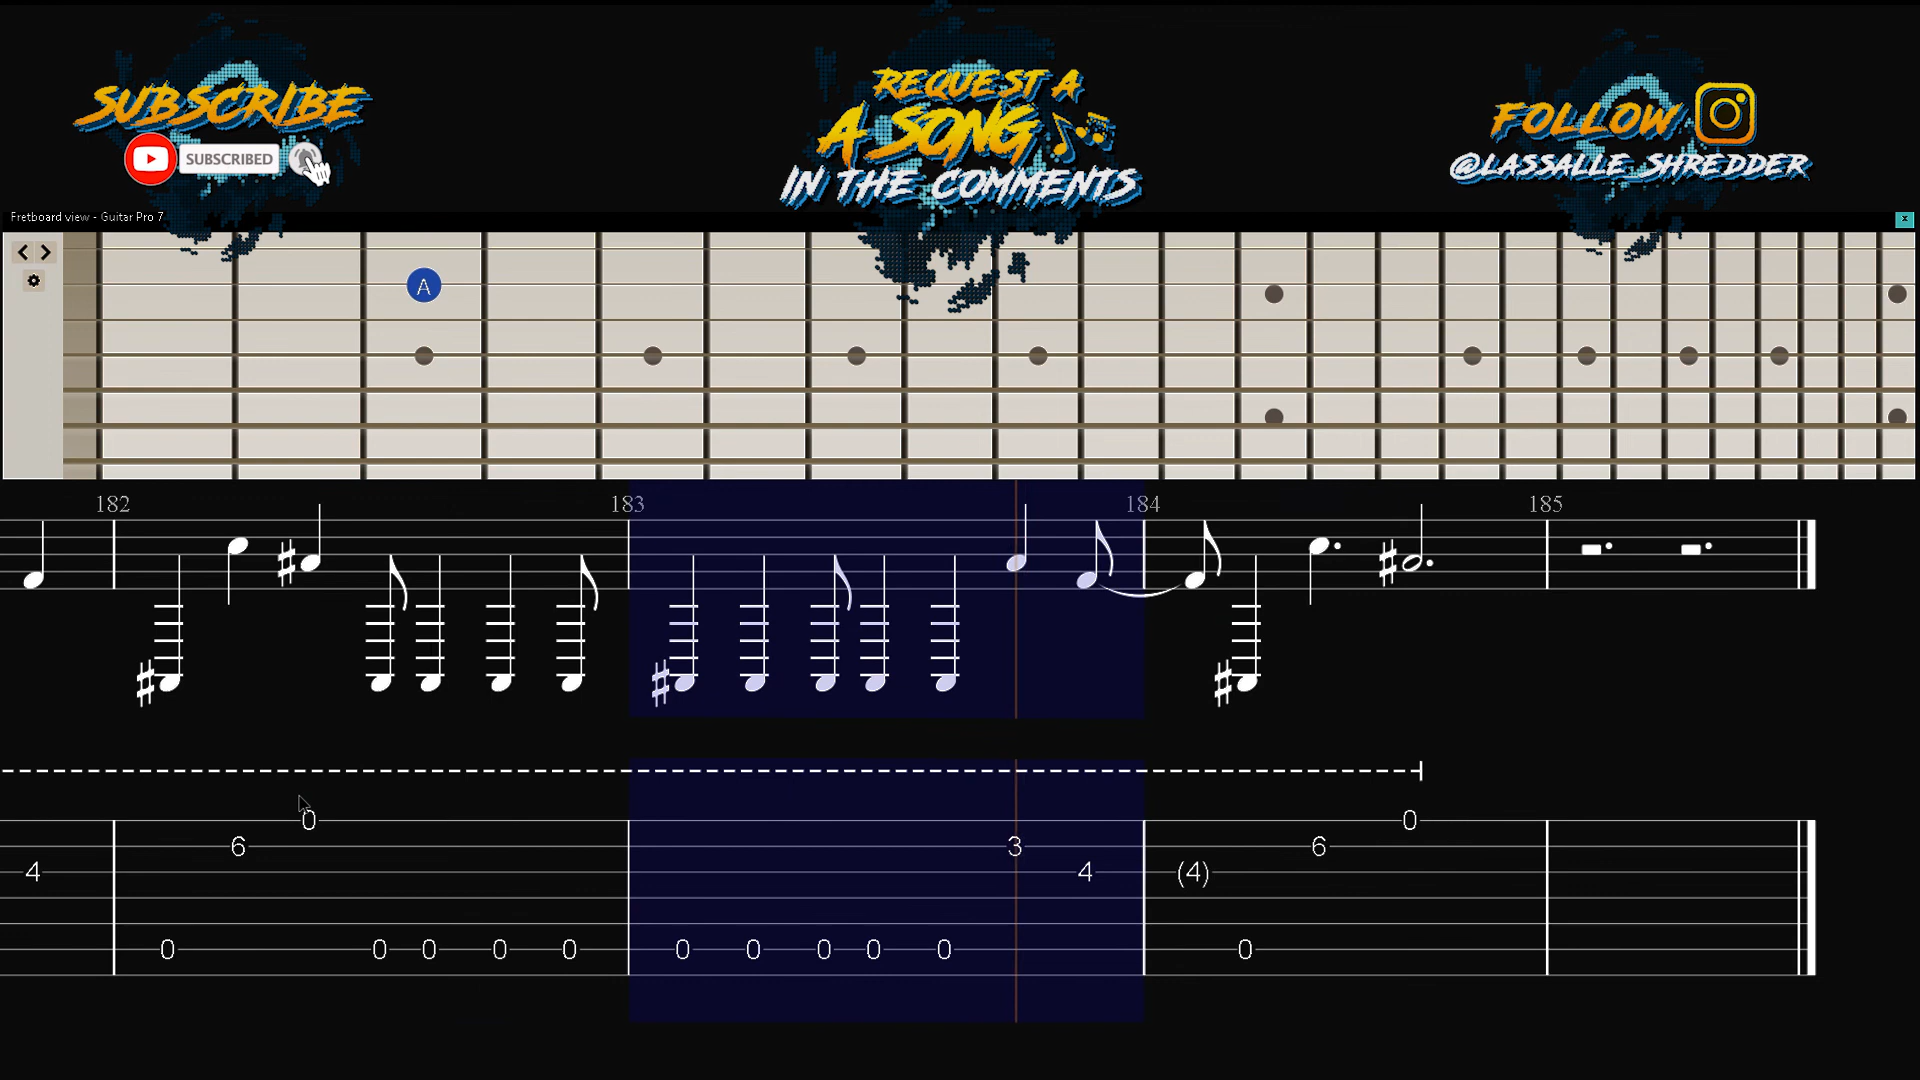 SUBSCRIBE
SUBSCRIBED
REQUEST A
A SONG
IN THE COMMENTS
FOLLOW
@LASSALLE_SHREDDER
Fretboard view - Guitar Pro 7
x
A
182 183 184 185
0 0
6 3 6
4 4 (4)
0 0 0 0 0 0 0 0 0 0 0